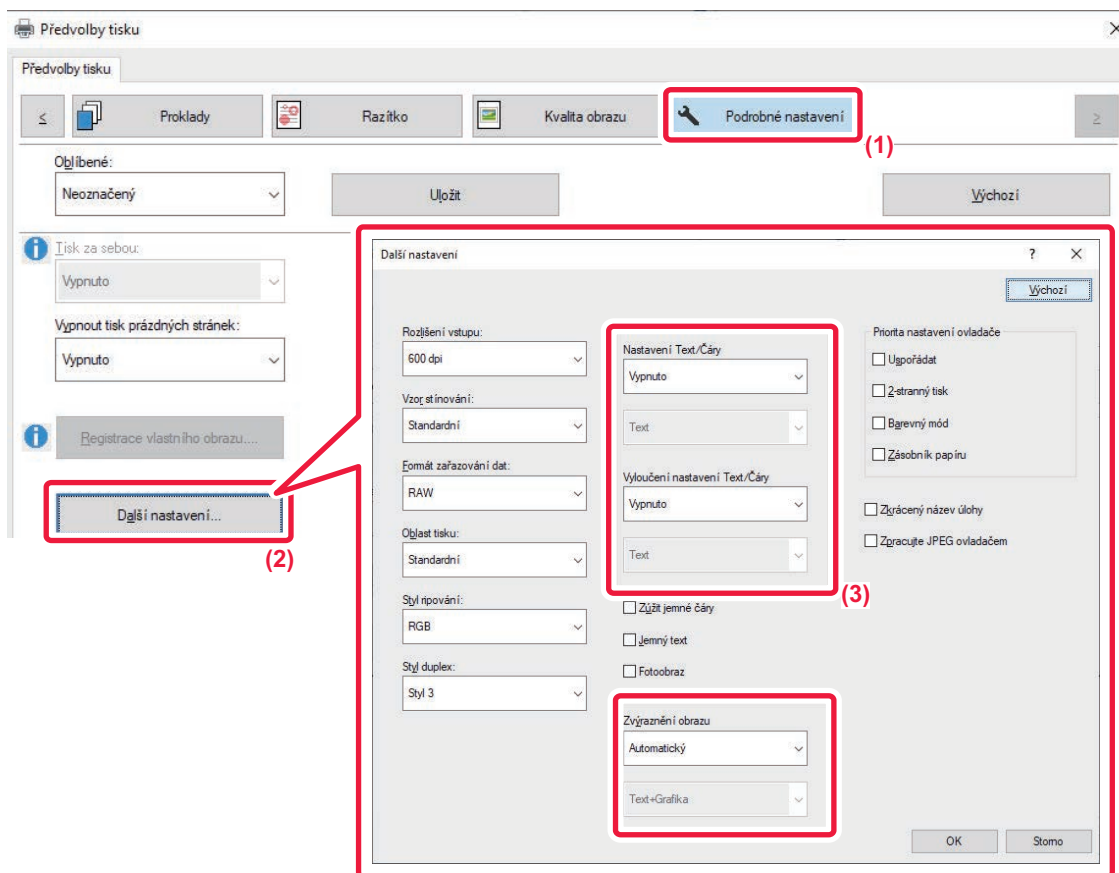 Předvolby tisku
Předvolby tisku
< Proklady Razítko Kvalita obrazu Podrobné nastavení >
(1)
Oblíbené:
Neoznačený Uložit Výchozí
Tisk za sebou:
Vypnuto
Vypnout tisk prázdných stránek:
Vypnuto
Registrace vlastního obrazu....
Další nastavení...
(2)
Další nastavení ?
Výchozí
Rozlišení vstupu:
600 dpi
Vzor stínování:
Standardní
Formát zařazování dat:
RAW
Oblast tisku:
Standardní
Styl ripování:
RGB
Styl duplex:
Styl 3
Nastavení Text/Čáry
Vypnuto
Text
Vyloučení nastavení Text/Čáry
Vypnuto
Text
(3)
Zúžit jemné čáry
Jemný text
Fotoobraz
Zvýraznění obrazu
Automatický
Text+Grafika
Priorita nastavení ovladače
Uspořádat
2-stranný tisk
Barevný mód
Zásobník papíru
Zkrácený název úlohy
Zpracujte JPEG ovladačem
OK Storno